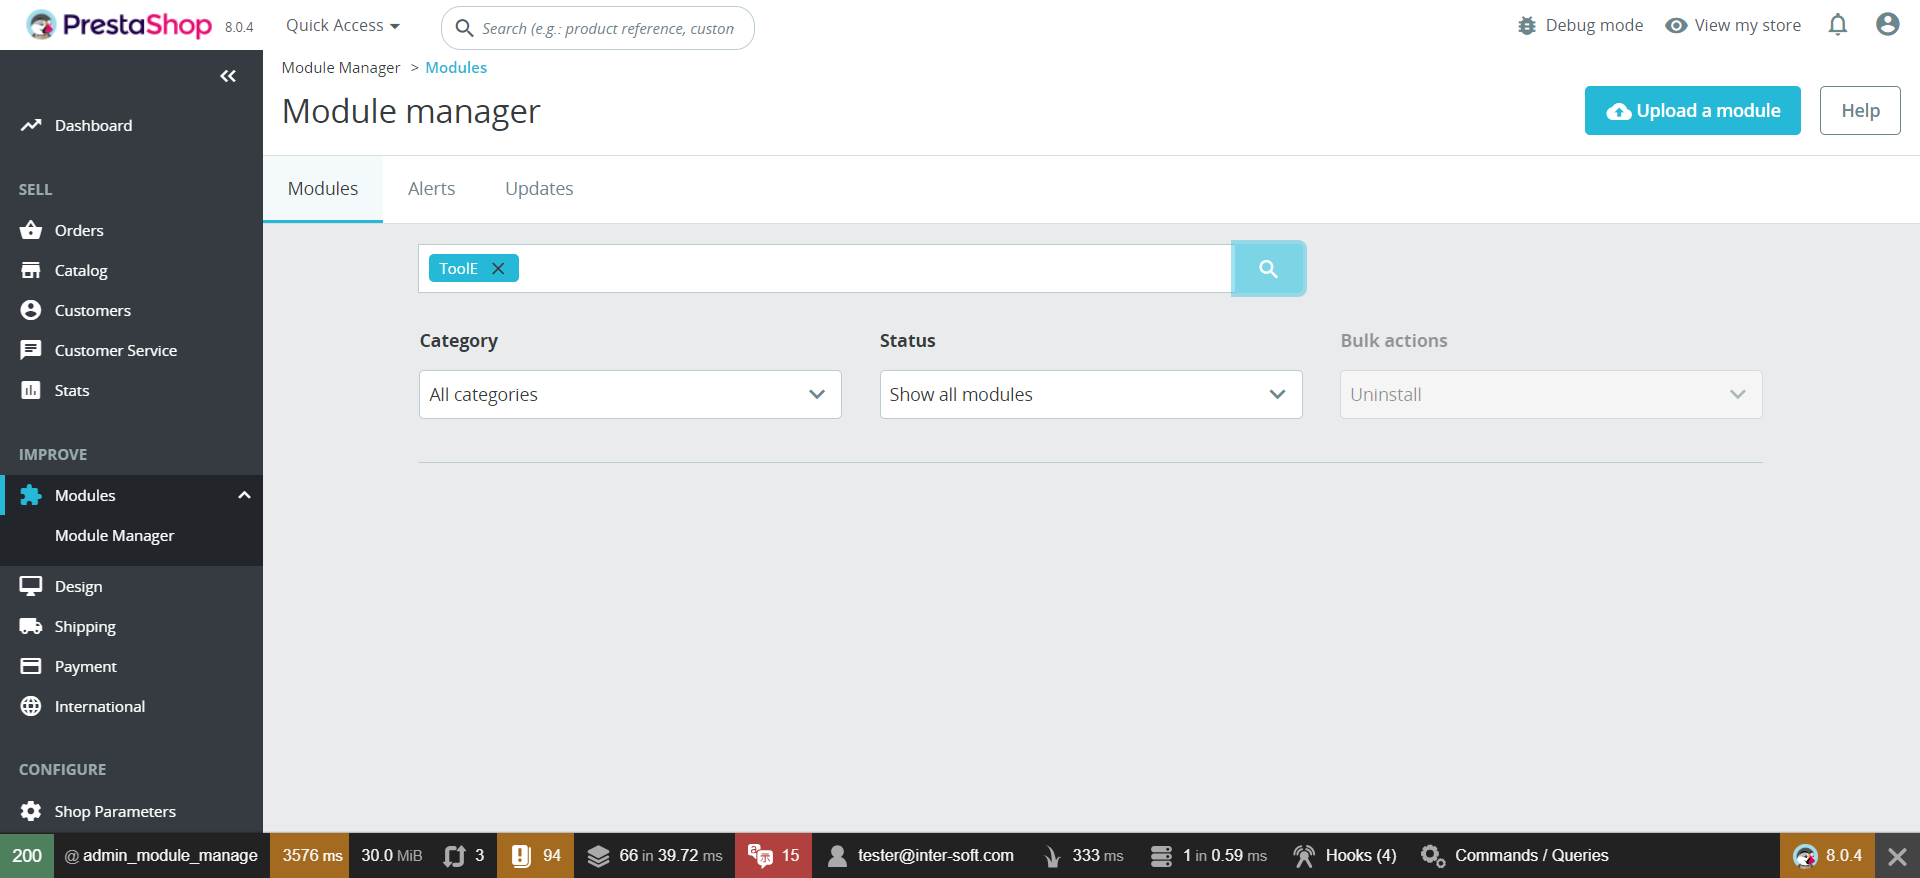 PrestaShop 8.0.4 Quick Access Search (e.g.: product reference, custon Debug mode View my store
Module Manager > Modules
Module manager
Upload a module Help
Modules Alerts Updates
ToolE
Category Status Bulk actions
All categories Show all modules Uninstall
Dashboard
SELL
Orders
Catalog
Customers
Customer Service
Stats
IMPROVE
Modules
Module Manager
Design
Shipping
Payment
International
CONFIGURE
Shop Parameters
200 @ admin_module_manage 3576 ms 30.0 MiB 3 94 66 in 39.72 ms 15 tester@inter-soft.com 333 ms 1 in 0.59 ms Hooks (4) Commands / Queries 8.0.4